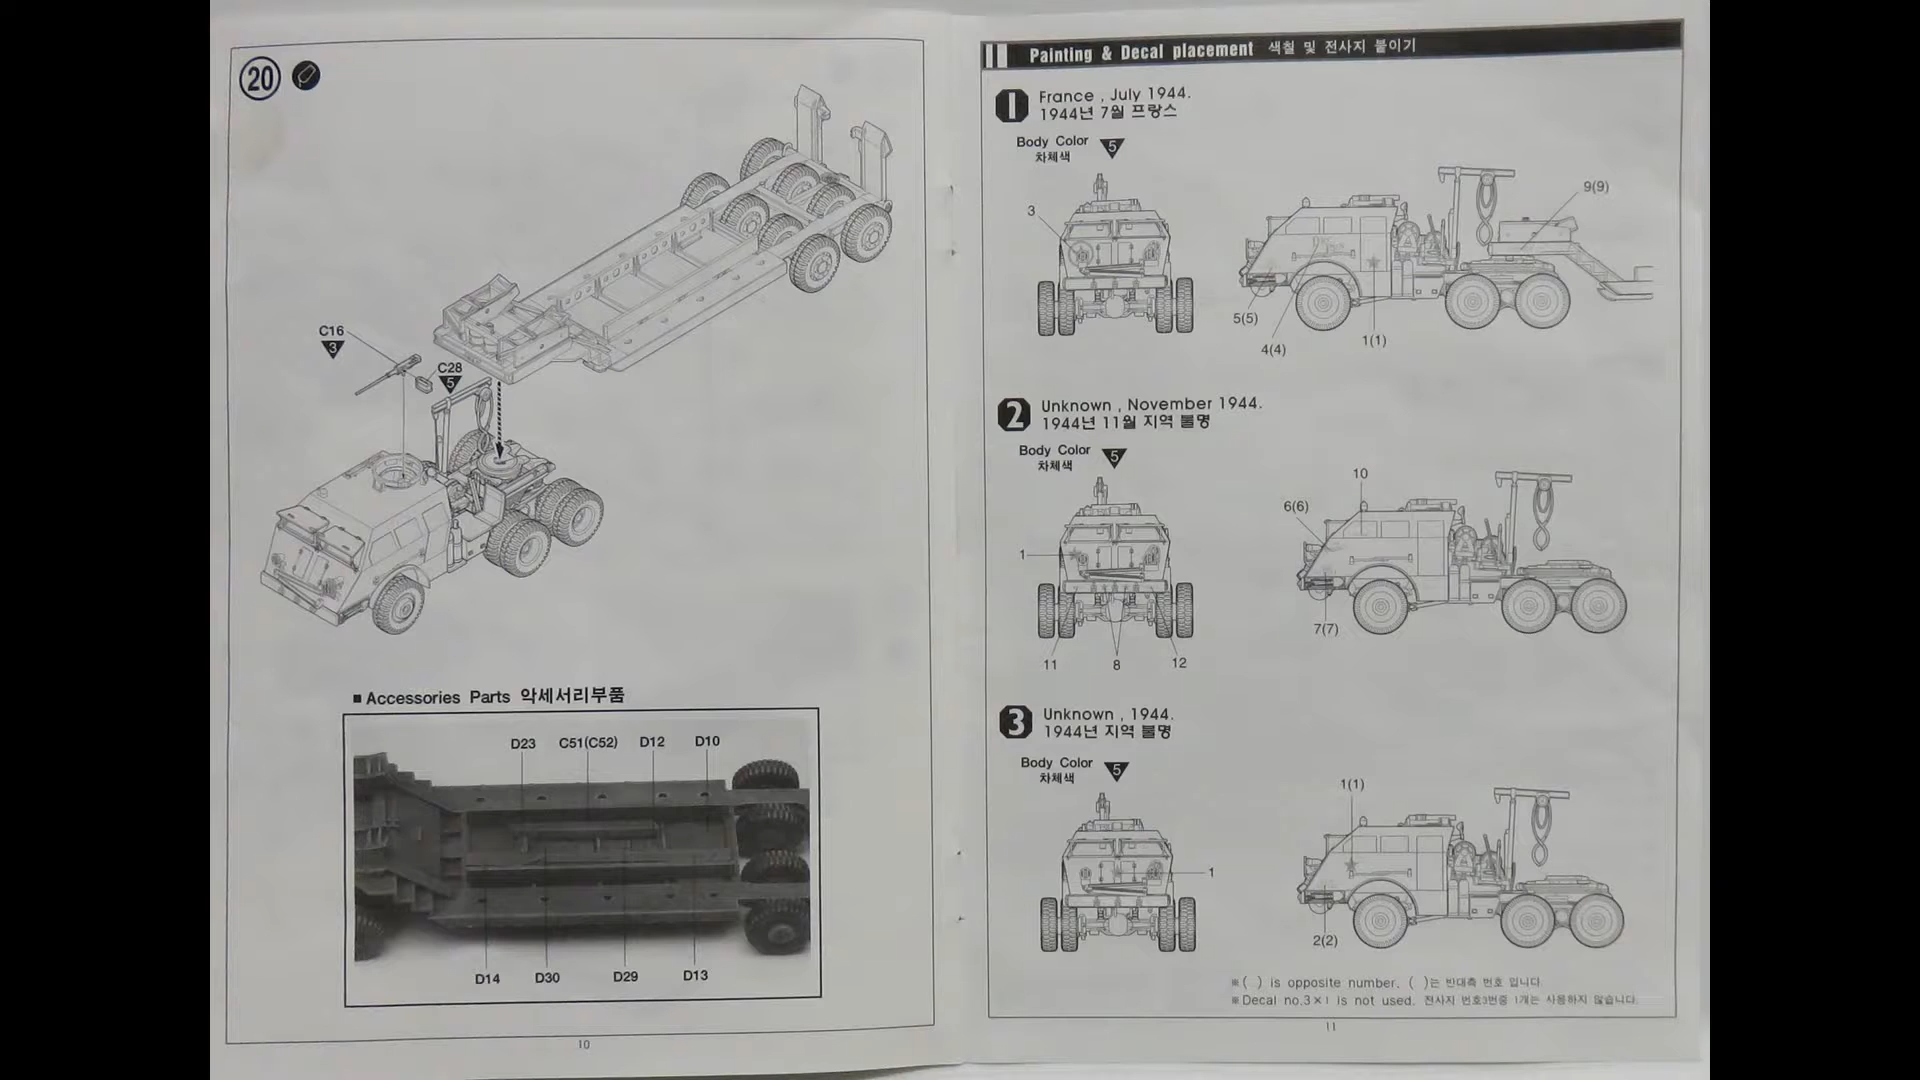 20
C16
3
C28
5
■ Accessories Parts 악세서리부품
D23 C51(C52) D12 D10
D14 D30 D29 D13
10
Painting & Decal placement 색칠 및 전사지 붙이기
1 France , July 1944.
1944년 7월 프랑스
Body Color
차체색
5
3
9(9)
5(5)
4(4)
1(1)
2 Unknown , November 1944.
1944년 11월 지역 불명
Body Color
차체색
5
10
6(6)
1
7(7)
11 8 12
3 Unknown , 1944.
1944년 지역 불명
Body Color
차체색
5
1(1)
1
2(2)
※( ) is opposite number. ( )는 반대측 번호 입니다
※Decal no.3×1 is not used. 전사지 번호3번중 1개는 사용하지 않습니다.
11